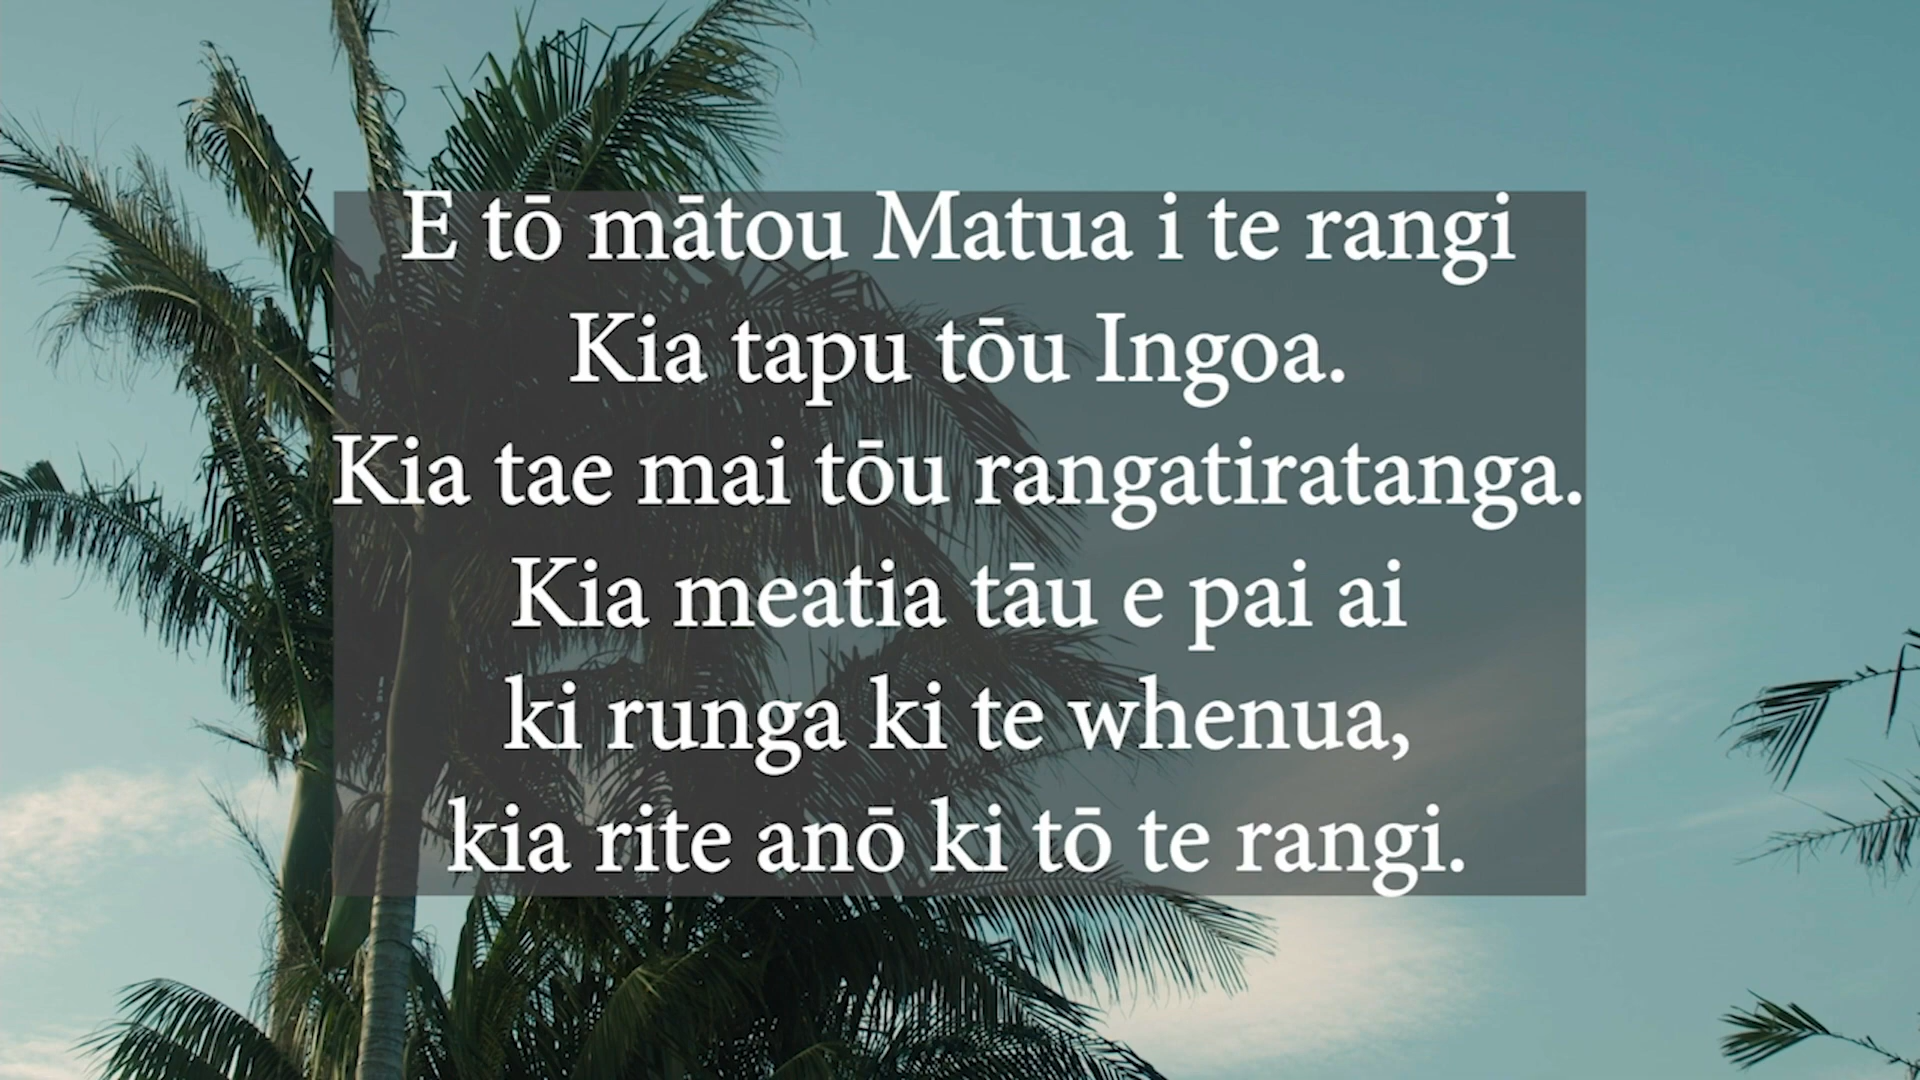 E tō mātou Matua i te rangi
Kia tapu tōu Ingoa.
Kia tae mai tōu rangatiratanga.
Kia meatia tāu e pai ai
ki runga ki te whenua,
kia rite anō ki tō te rangi.